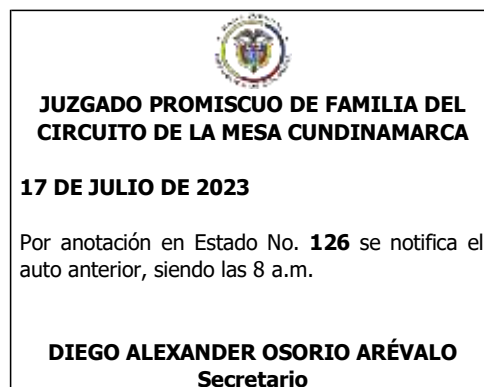 JUZGADO PROMISCUO DE FAMILIA DEL
CIRCUITO DE LA MESA CUNDINAMARCA
17 DE JULIO DE 2023
Por anotación en Estado No. 126 se notifica el
auto anterior, siendo las 8 a.m.
DIEGO ALEXANDER OSORIO ARÉVALO
Secretario